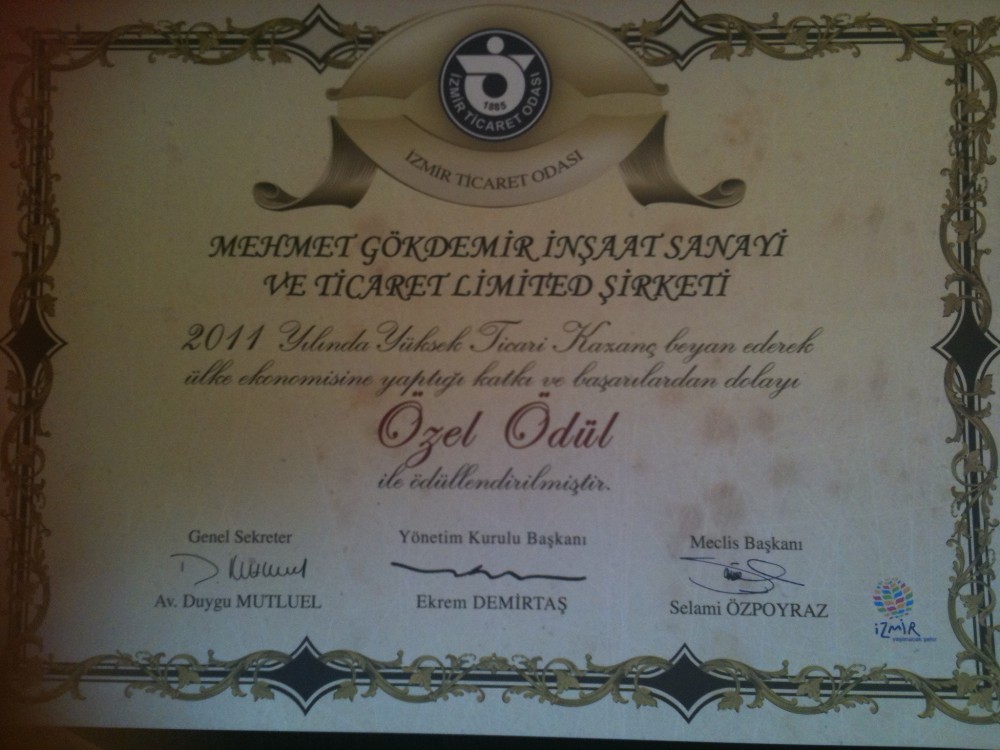 İZMİR TİCARET ODASI
1885
İZMİR TİCARET ODASI
MEHMET GÖKDEMİR İNŞAAT SANAYİ
VE TİCARET LİMİTED ŞİRKETİ
2011 Yılında Yüksek Ticari Kazanç beyan ederek
ülke ekonomisine yaptığı katkı ve başarılardan dolayı
Özel Ödül
ile ödüllendirilmiştir.
Genel Sekreter
Av. Duygu MUTLUEL
Yönetim Kurulu Başkanı
Ekrem DEMİRTAŞ
Meclis Başkanı
Selami ÖZPOYRAZ
İZMİR